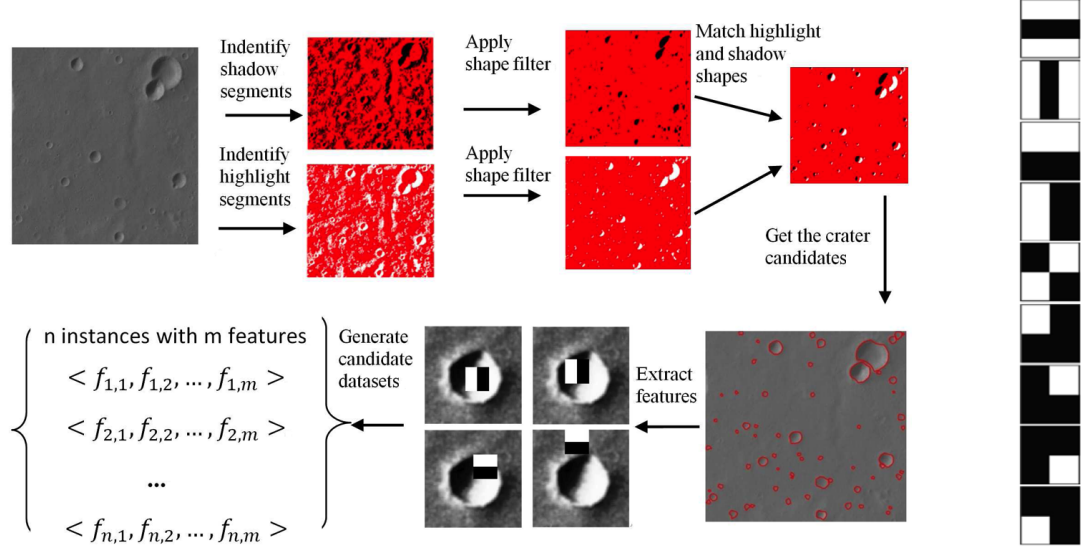 Indentify
shadow
segments
Apply
shape filter
Match highlight
and shadow
shapes
Indentify
highlight
segments
Apply
shape filter
Get the crater
candidates
n instances with m features
< f1,1, f1,2, ..., f1,m >
< f2,1, f2,2, ..., f2,m >
...
< fn,1, fn,2, ..., fn,m >
Generate
candidate
datasets
Extract
features